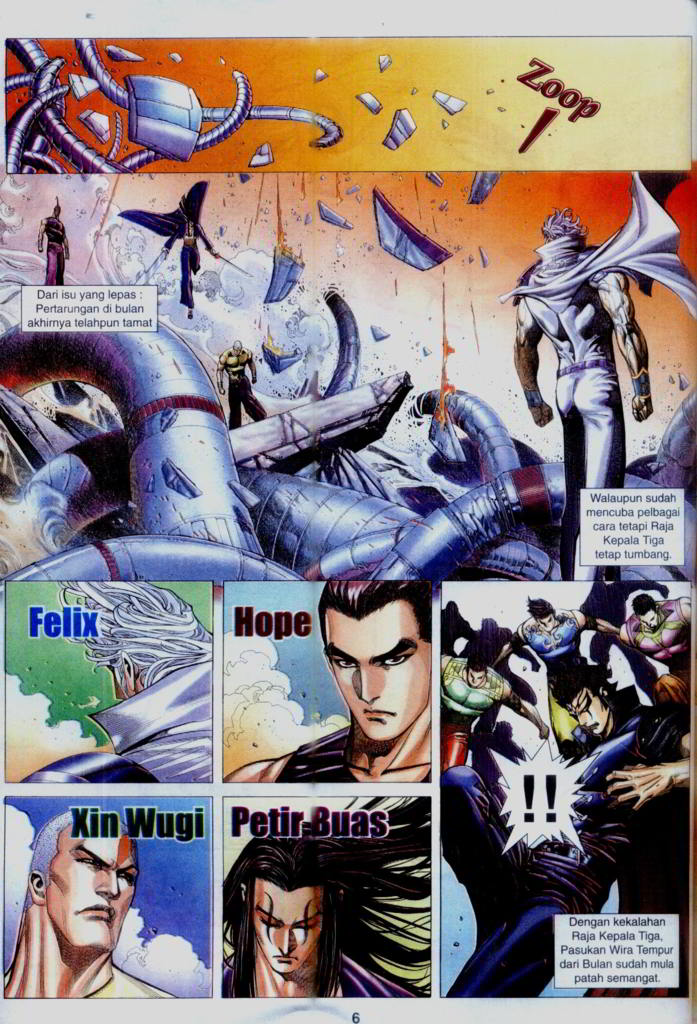 Zoop
!
Dari isu yang lepas :
Pertarungan di bulan
akhirnya telahpun tamat
Walaupun sudah
mencuba pelbagai
cara tetapi Raja
Kepala Tiga
tetap tumbang.
Felix
Hope
!!
Xin Wugi
Petir Buas
Dengan kekalahan
Raja Kepala Tiga,
Pasukan Wira Tempur
dari Bulan sudah mula
patah semangat.
6